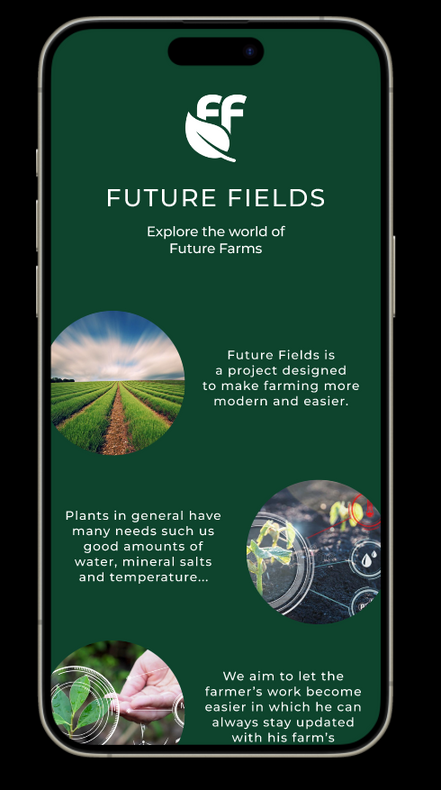 FF
FUTURE FIELDS
Explore the world of
Future Farms
Future Fields is
a project designed
to make farming more
modern and easier.
Plants in general have
many needs such us
good amounts of
water, mineral salts
and temperature...
We aim to let the
farmer's work become
easier in which he can
always stay updated
with his farm's